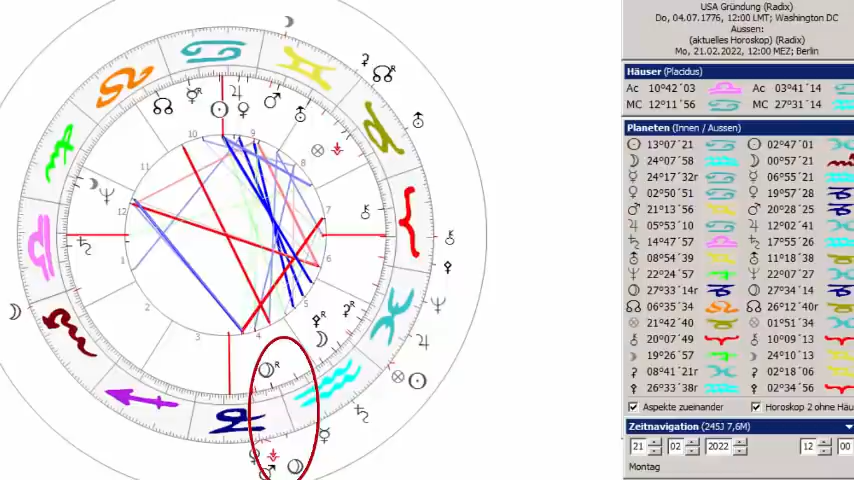 USA Gründung (Radix)
Do, 04.07.1776, 12:00 LMT; Washington DC
Aussen:
(aktuelles Horoskop) (Radix)
Mo, 21.02.2022, 12:00 MEZ; Berlin
Häuser (Placidus)
Ac 10°42'03 Ac 03°41'14
MC 12°11'56 MC 27°31'14
Planeten (Innen / Aussen)
13°07'21 02°47'01
24°07'58 00°57'21
24°17'32r 06°55'21
02°50'51 19°57'28
21°13'56 20°28'25
05°53'10 12°02'41
14°47'57 17°55'26
08°54'39 11°18'38
22°24'57 22°07'27
27°33'14r 27°34'14
06°35'34 26°12'40r
21°42'40 01°51'34
20°07'49 10°09'13
19°26'57 24°10'13
08°41'21r 02°18'06
26°33'38r 02°34'56
Aspekte zueinander Horoskop 2 ohne Häu
Zeitnavigation (245J 7,6M)
21 02 2022 12 00
Montag
10 9 8 11 12 7 1 6 2 5 3 4